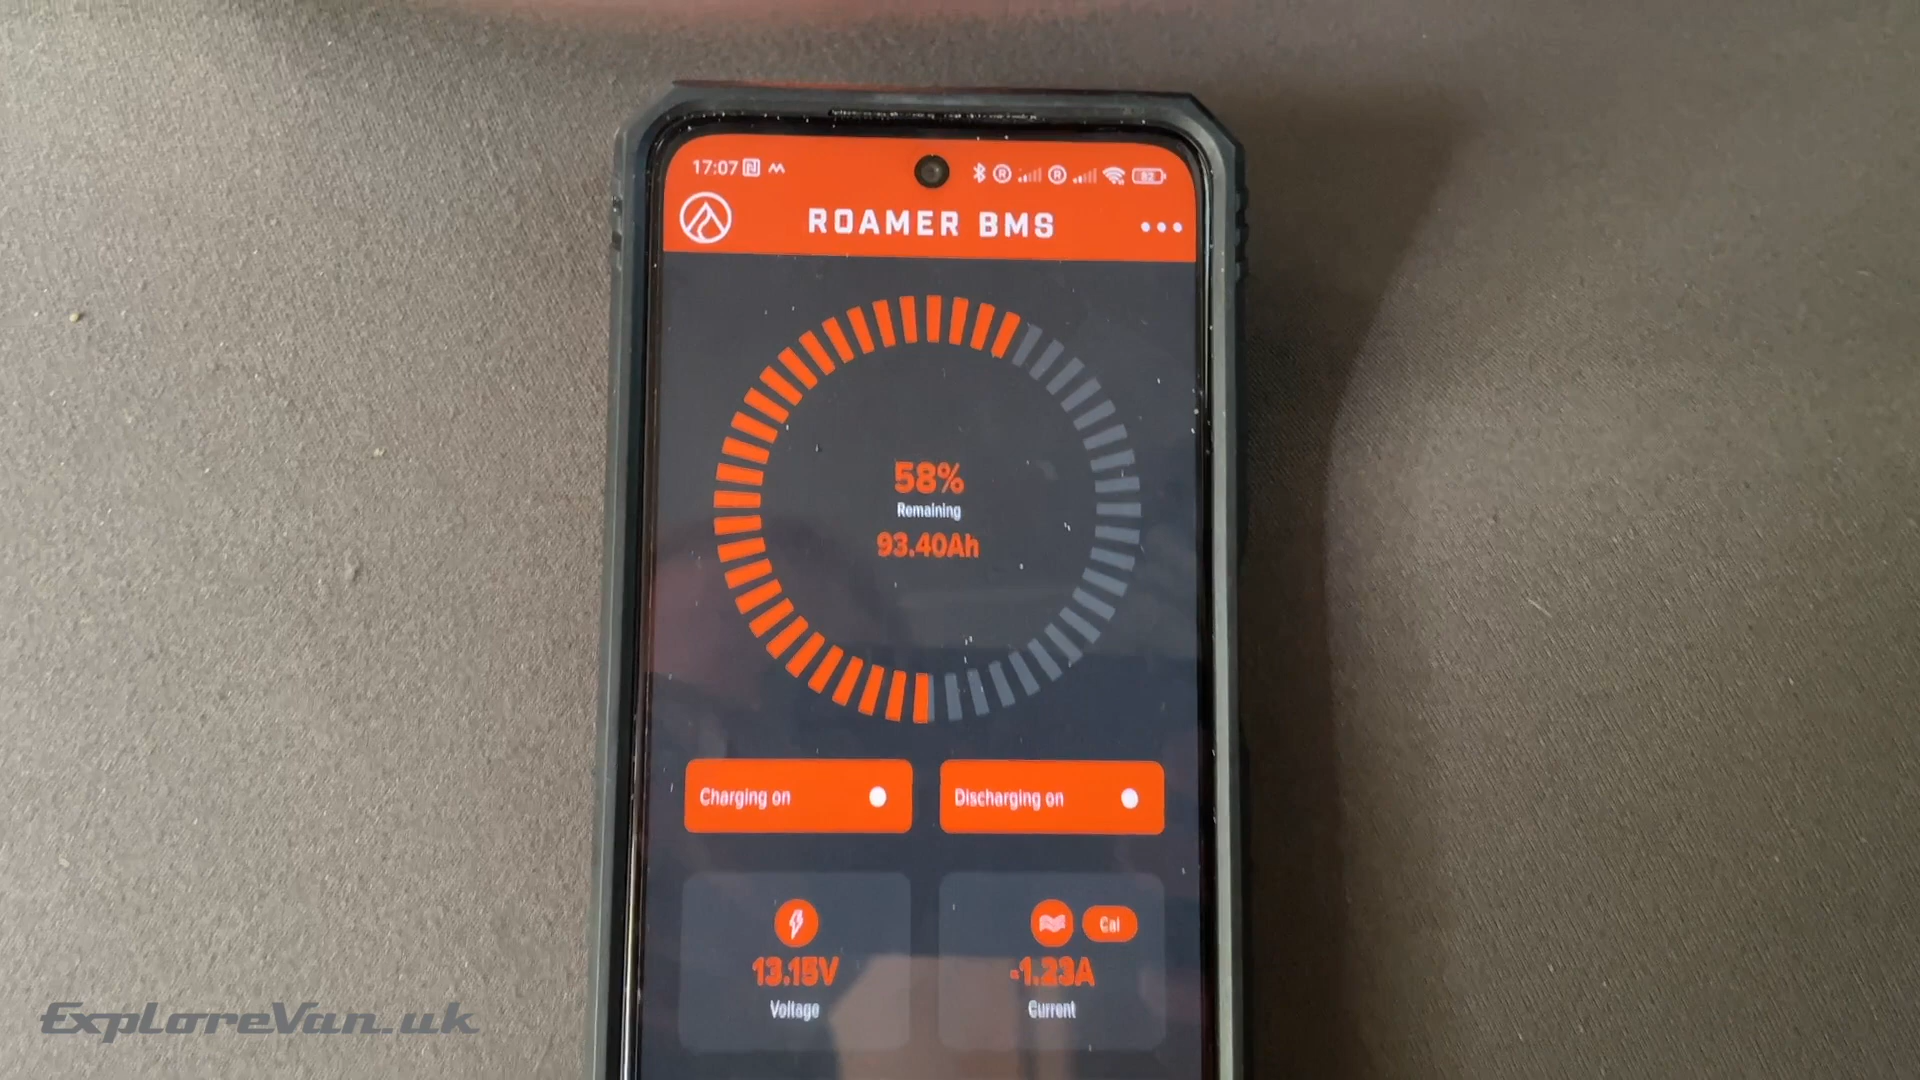 17:07
82
ROAMER BMS
58%
Remaining
93.40Ah
Charging on
Discharging on
Cal
13.15V
-1.23A
Voltage
Current
ExploreVan.uk